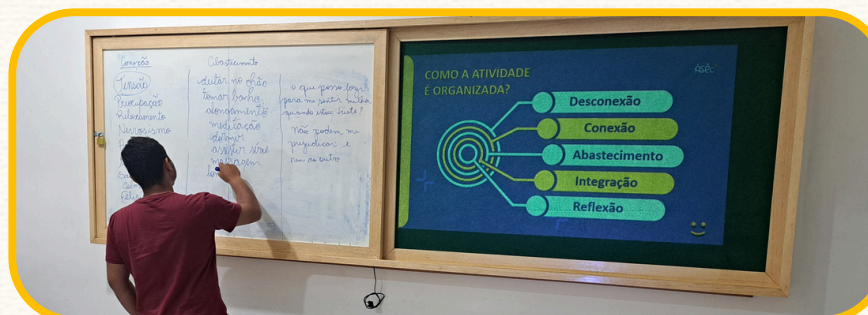 Conexão
Tensão
Preocupação
Relaxamento
Nervosismo
Abastecimento
deitar no chão
tomar banho
alongamento
meditação
dormir
assistir série
massagem
o que posso fazer
para me sentir melhor
quando estou triste?
Não podem me
prejudicar e
nem ao outro
COMO A ATIVIDADE
É ORGANIZADA?
Asec
Desconexão
Conexão
Abastecimento
Integração
Reflexão